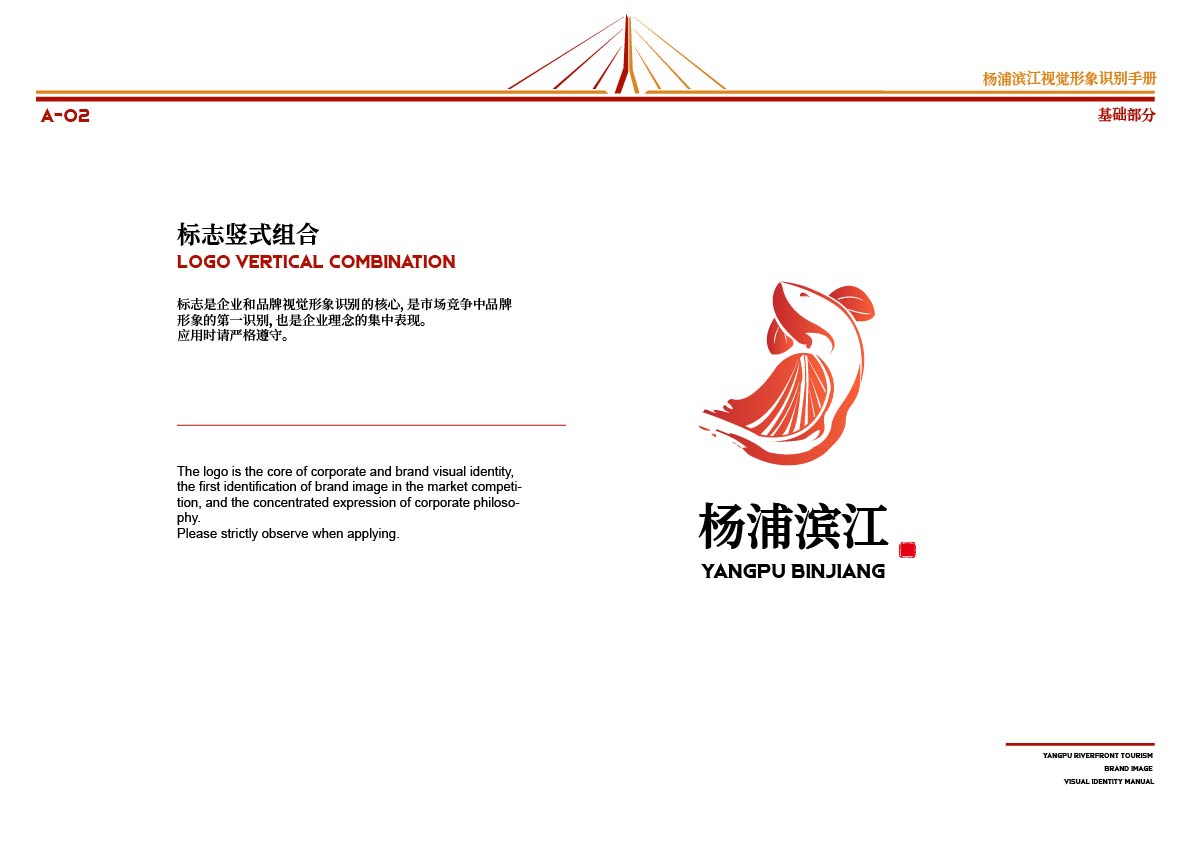 杨浦滨江视觉形象识别手册
A-02
基础部分
标志竖式组合
LOGO VERTICAL COMBINATION
标志是企业和品牌视觉形象识别的核心, 是市场竞争中品牌
形象的第一识别, 也是企业理念的集中表现。
应用时请严格遵守。
The logo is the core of corporate and brand visual identity,
the first identification of brand image in the market competi-
tion, and the concentrated expression of corporate philoso-
phy.
Please strictly observe when applying.
杨浦滨江
YANGPU BINJIANG
YANGPU RIVERFRONT TOURISM
BRAND IMAGE
VISUAL IDENTITY MANUAL